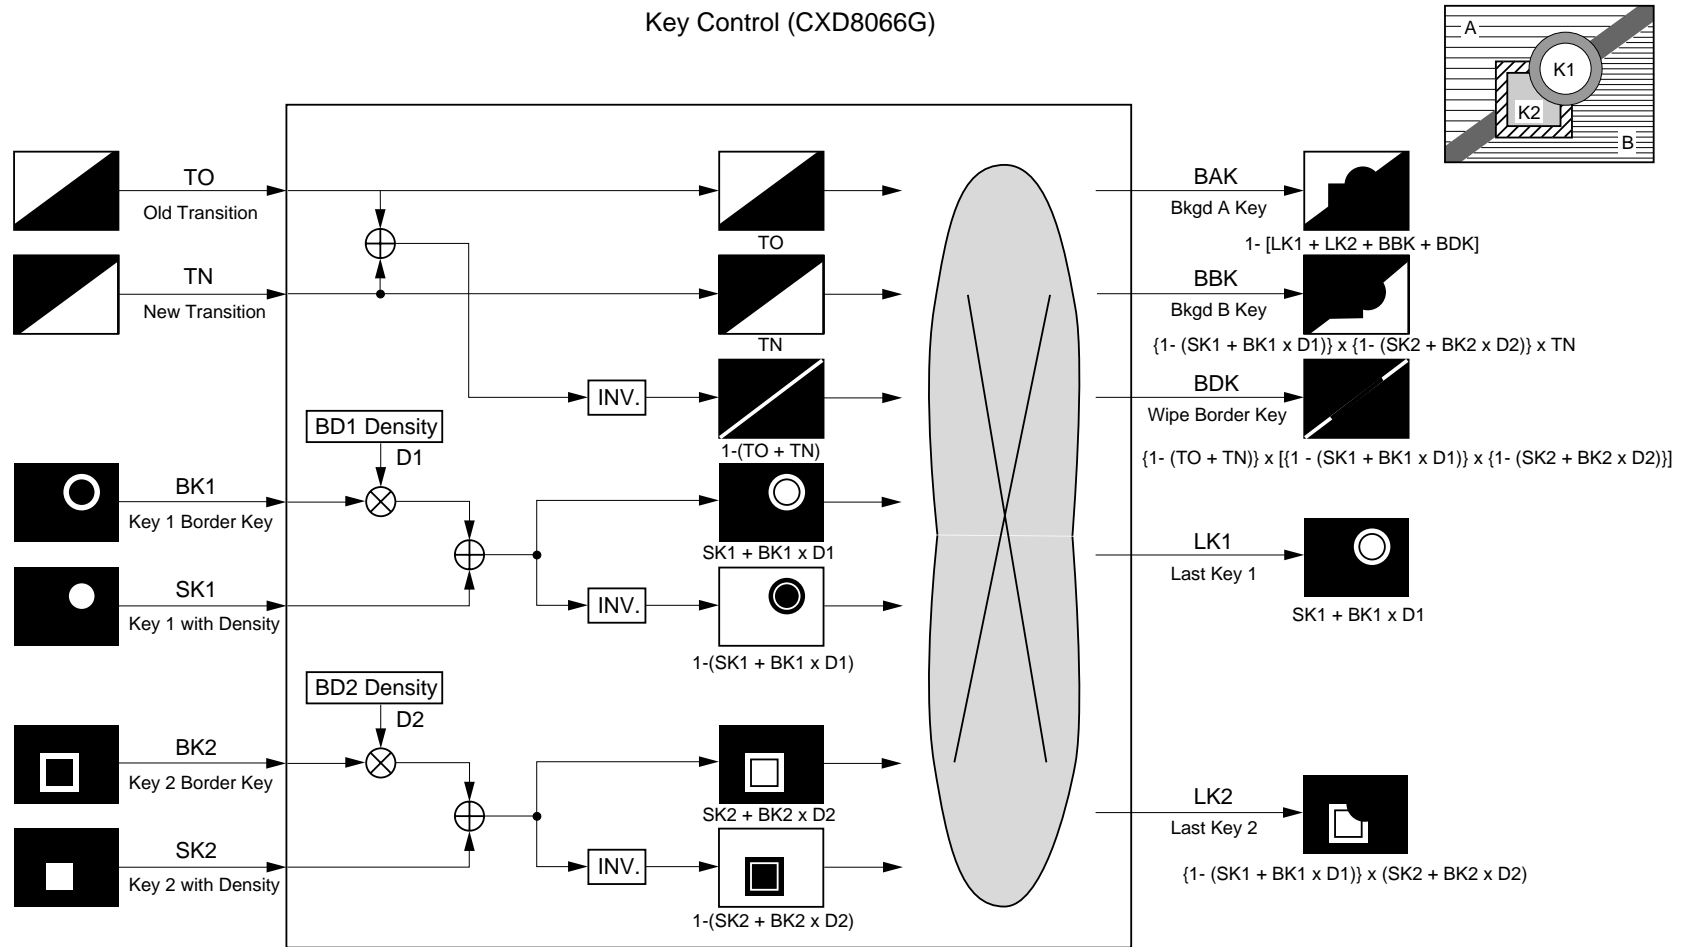 Key Control (CXD8066G)
A
K1
K2
B
TO
Old Transition
TN
New Transition
TO
TN
INV.
1-(TO + TN)
BD1 Density
D1
BK1
Key 1 Border Key
SK1
Key 1 with Density
SK1 + BK1 x D1
INV.
1-(SK1 + BK1 x D1)
BD2 Density
D2
BK2
Key 2 Border Key
SK2
Key 2 with Density
SK2 + BK2 x D2
INV.
1-(SK2 + BK2 x D2)
BAK
Bkgd A Key
1- [LK1 + LK2 + BBK + BDK]
BBK
Bkgd B Key
{1- (SK1 + BK1 x D1)} x {1- (SK2 + BK2 x D2)} x TN
BDK
Wipe Border Key
{1- (TO + TN)} x [{1 - (SK1 + BK1 x D1)} x {1- (SK2 + BK2 x D2)}]
LK1
Last Key 1
SK1 + BK1 x D1
LK2
Last Key 2
{1- (SK1 + BK1 x D1)} x (SK2 + BK2 x D2)